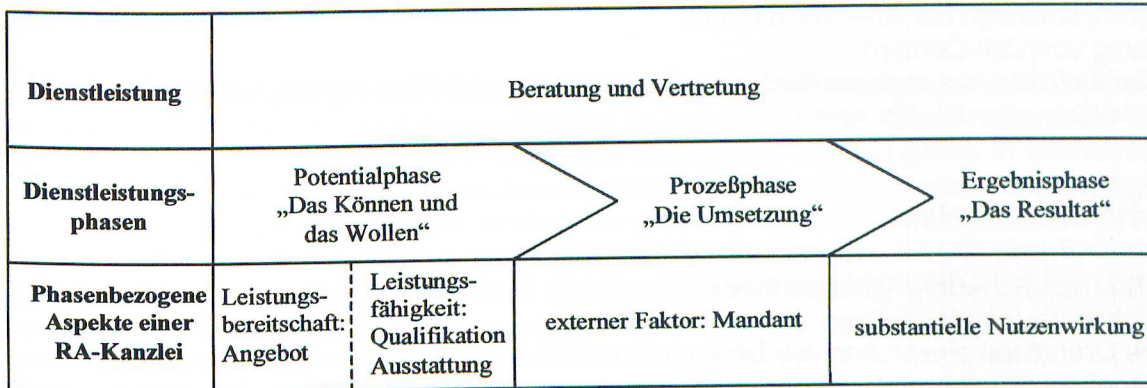 Dienstleistung
Beratung und Vertretung
Dienstleistungs-
phasen
Potentialphase
„Das Können und
das Wollen“
Prozeßphase
„Die Umsetzung“
Ergebnisphase
„Das Resultat“
Phasenbezogene
Aspekte einer
RA-Kanzlei
Leistungs-
bereitschaft:
Angebot
Leistungs-
fähigkeit:
Qualifikation
Ausstattung
externer Faktor: Mandant
substantielle Nutzenwirkung